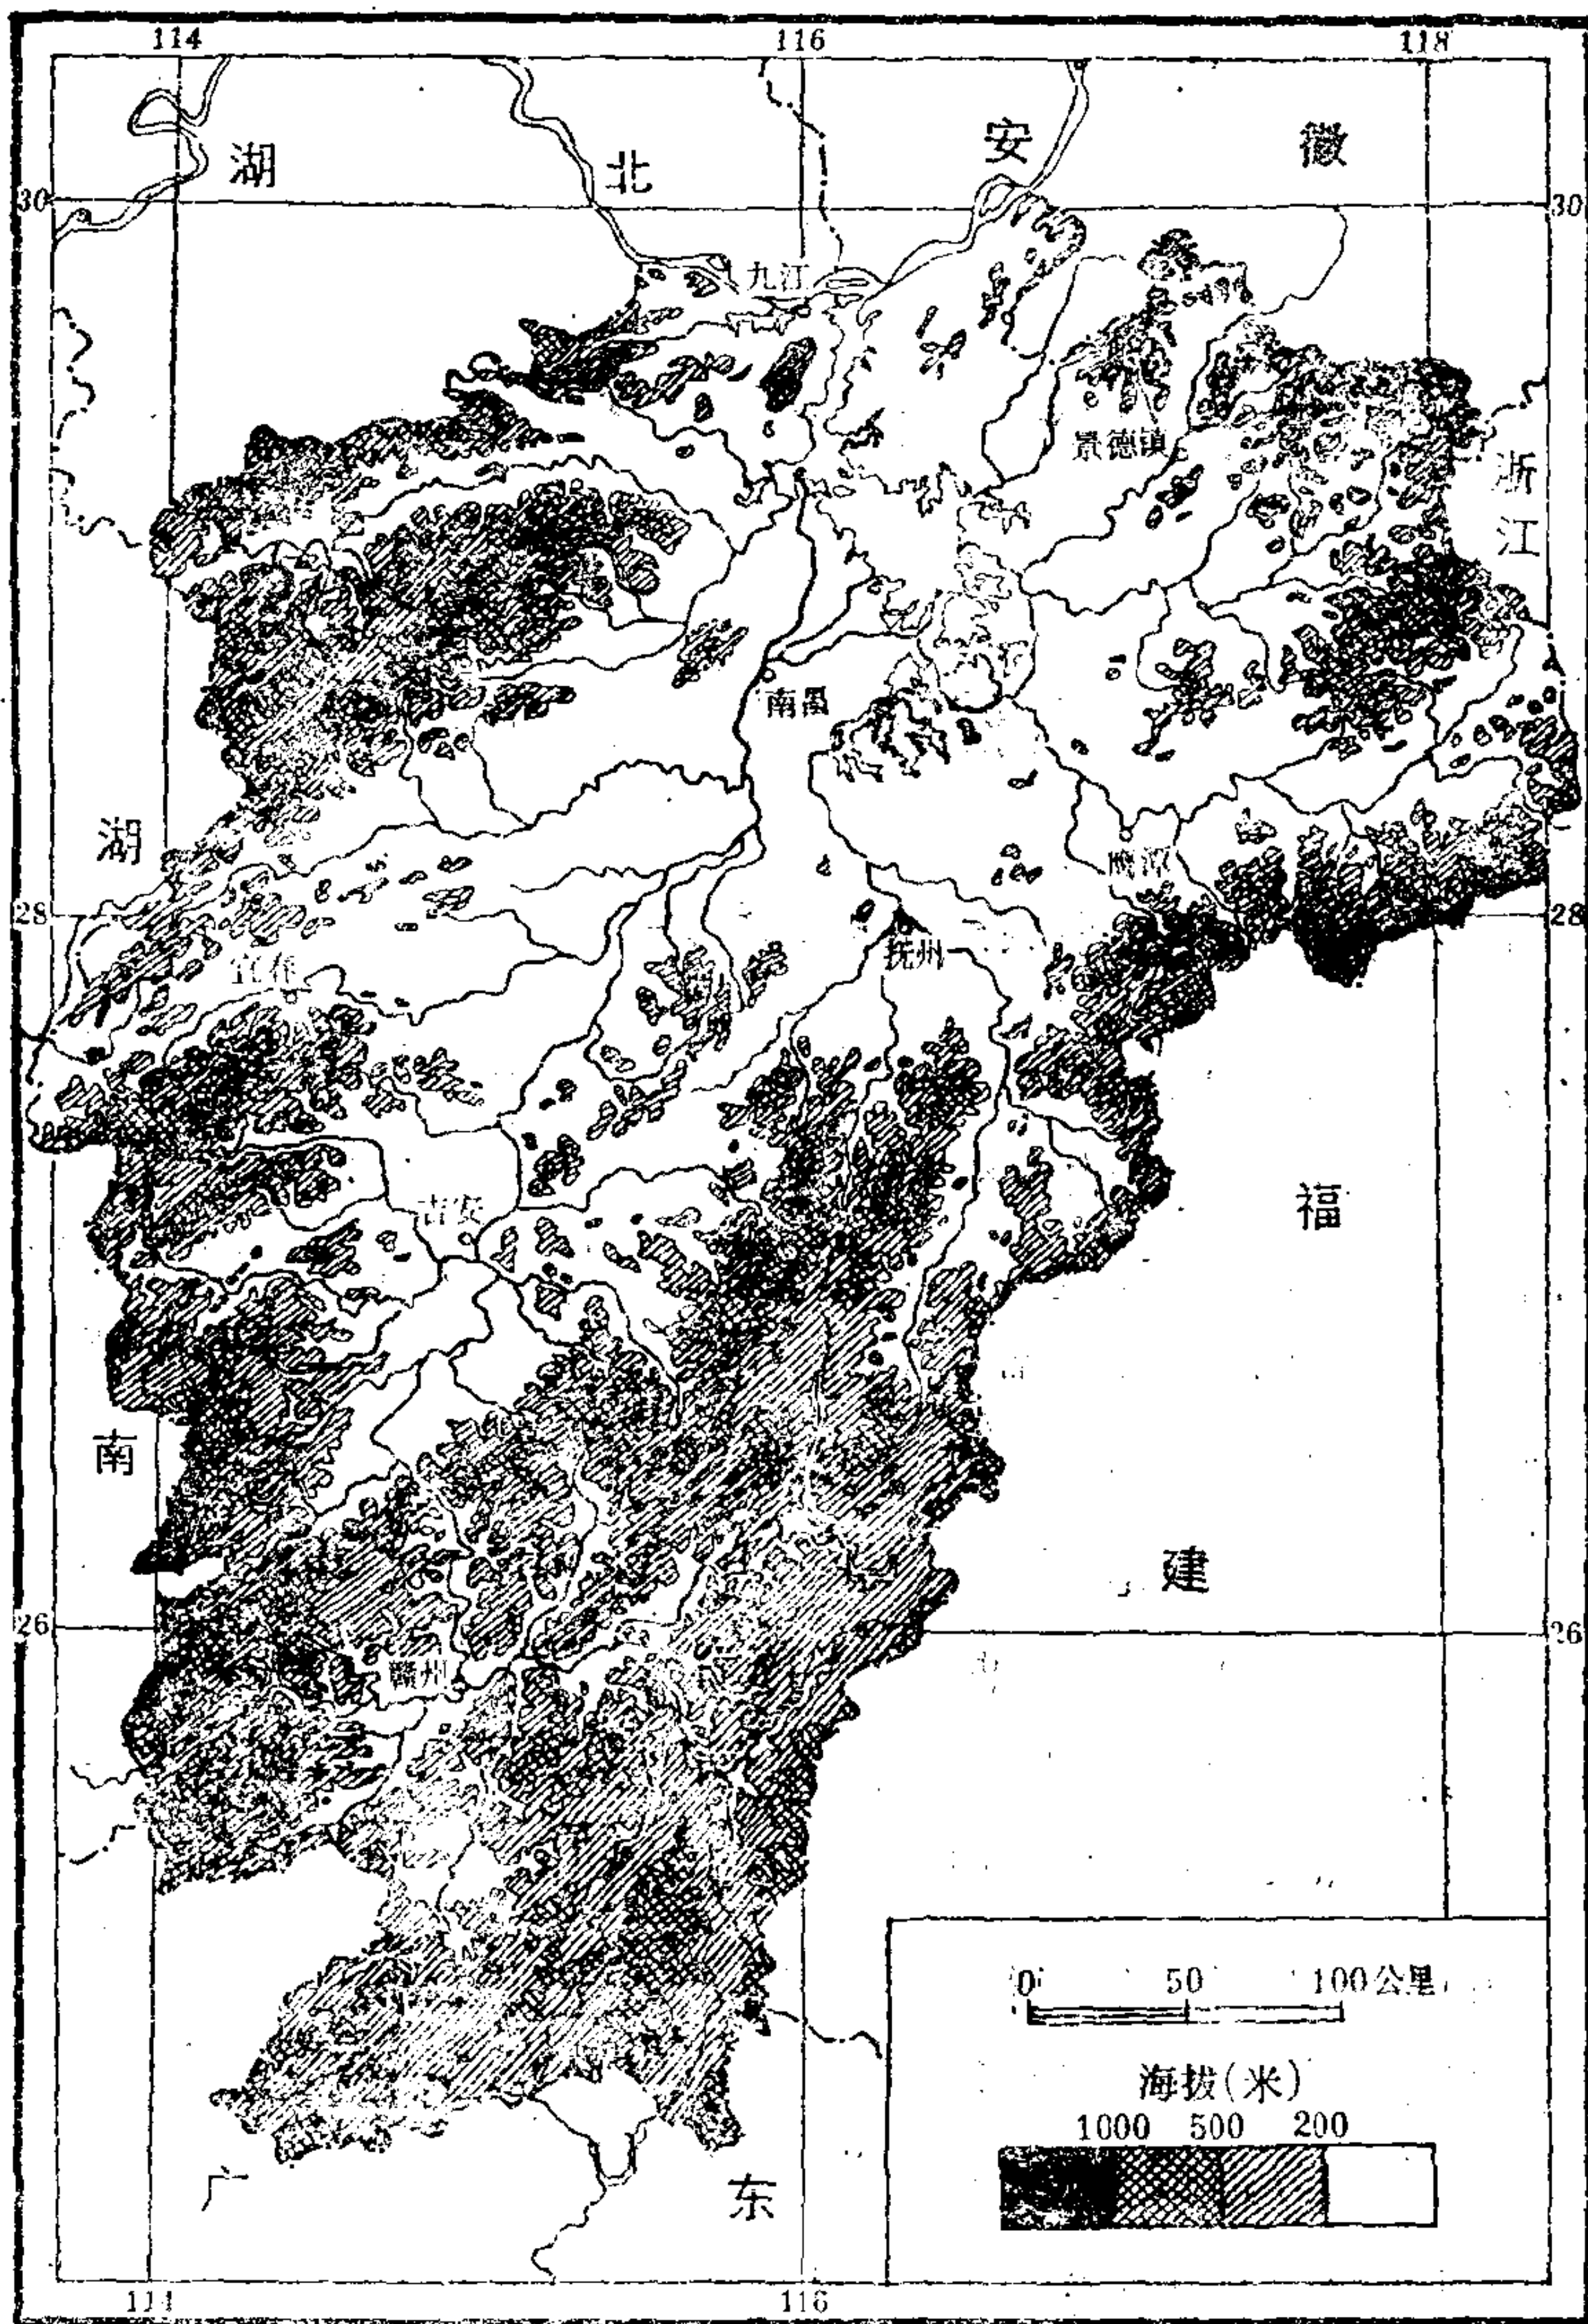 114 116 118
湖 北 安 徽
30 30
九江
景德镇
浙
江
南昌
湖
鹰潭
28 28
抚州
宜春
吉安
福
南
建
26 26
赣州
0 50 100公里
海拔(米)
1000 500 200
广 东
114 116